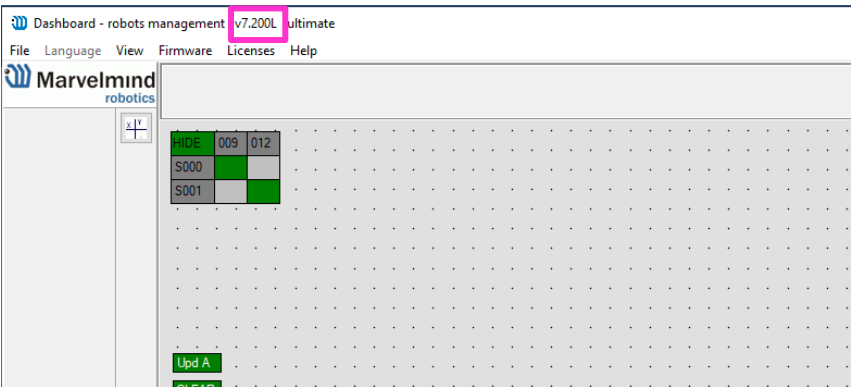 Dashboard - robots management v7.200L ultimate
File Language View Firmware Licenses Help
Marvelmind
robotics
X Y
HIDE 009 012
S000
S001
Upd A
CLEAR